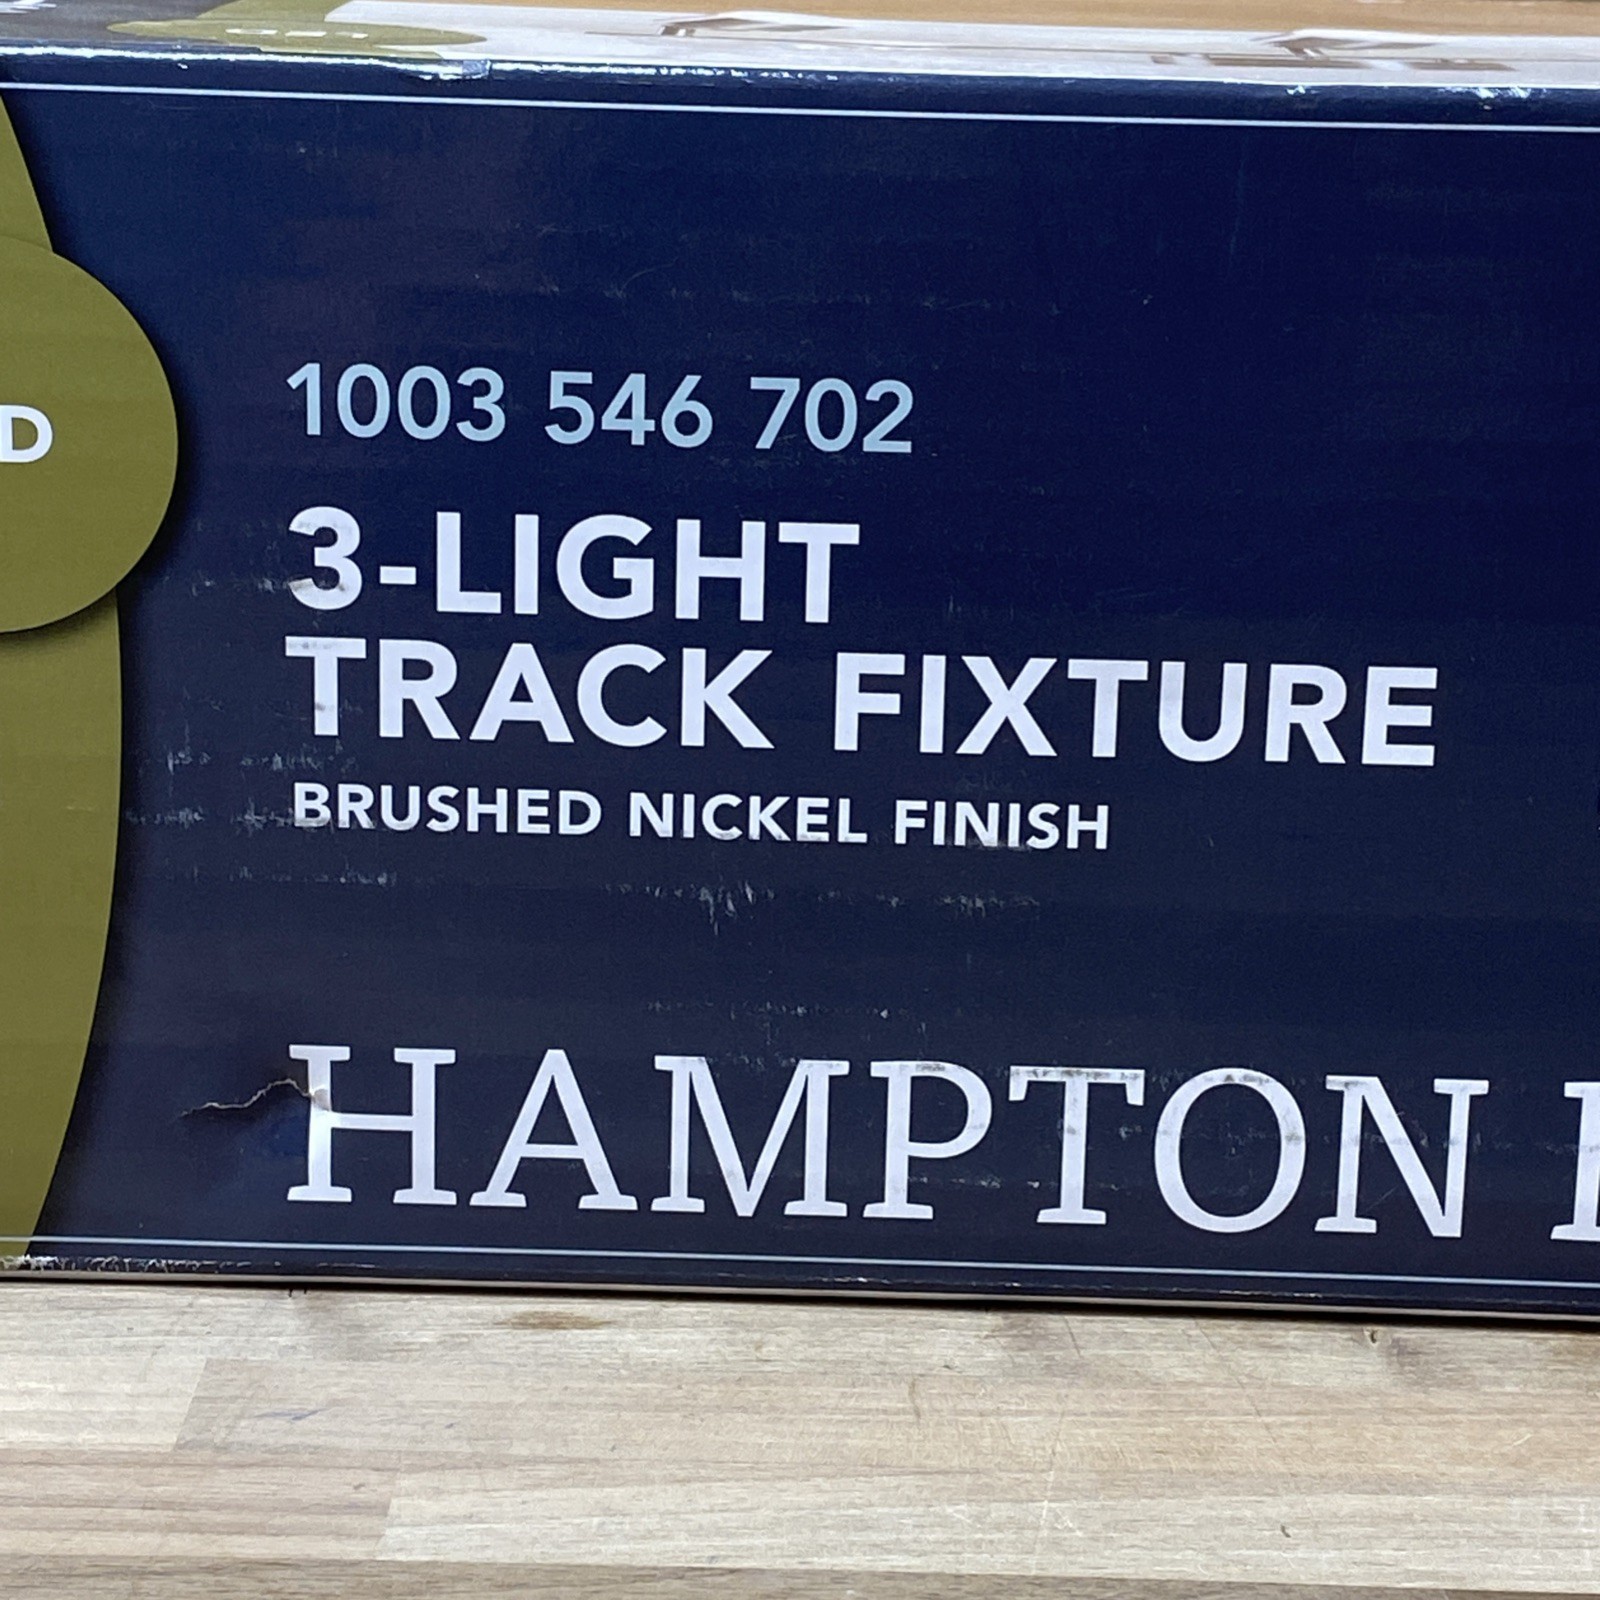 D
1003 546 702
3-LIGHT
TRACK FIXTURE
BRUSHED NICKEL FINISH
HAMPTON